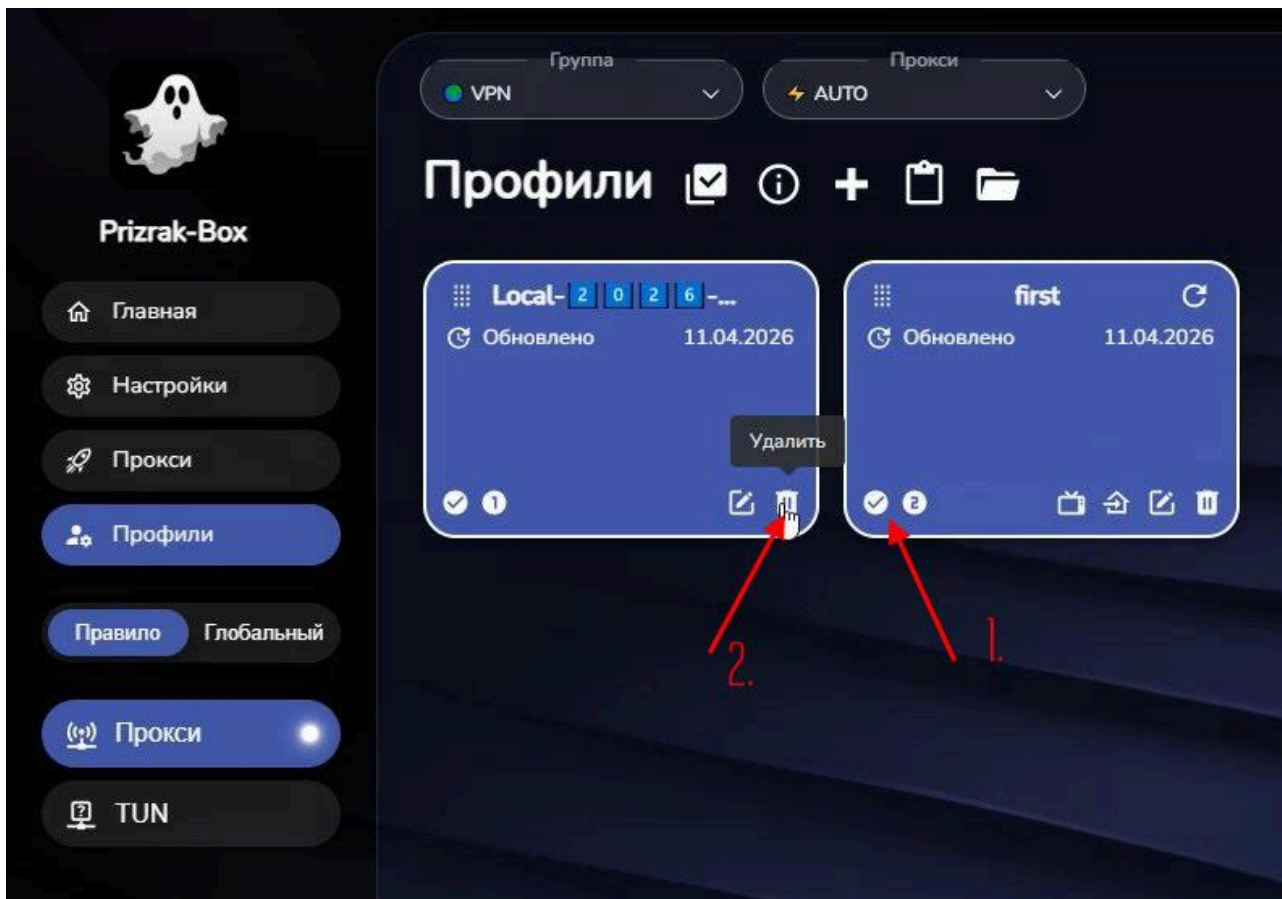 Группа
Прокси
VPN
AUTO
Профили
Prizrak-Box
Главная
Настройки
Прокси
Профили
Правило Глобальный
Прокси
TUN
Local-2026-...
Обновлено 11.04.2026
Удалить
1
first
Обновлено 11.04.2026
2
2.
1.